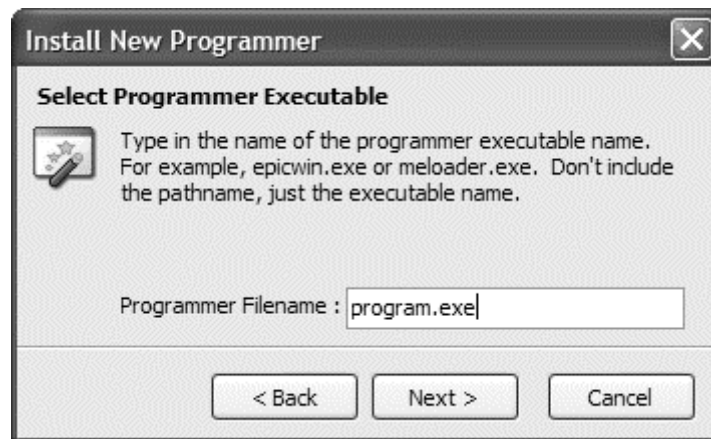 Install New Programmer
Select Programmer Executable
Type in the name of the programmer executable name.
For example, epicwin.exe or meloader.exe. Don't include
the pathname, just the executable name.
Programmer Filename : program.exe
< Back Next > Cancel